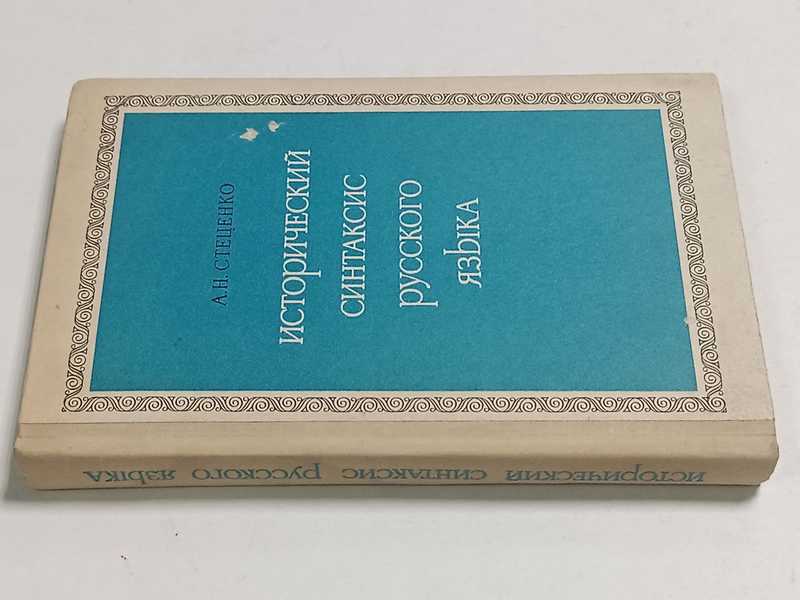 А.Н. СТЕЦЕНКО
ИСТОРИЧЕСКИЙ
СИНТАКСИС
РУССКОГО
ЯЗЫКА
ИСТОРИЧЕСКИЙ СИНТАКСИС РУССКОГО ЯЗЫКА